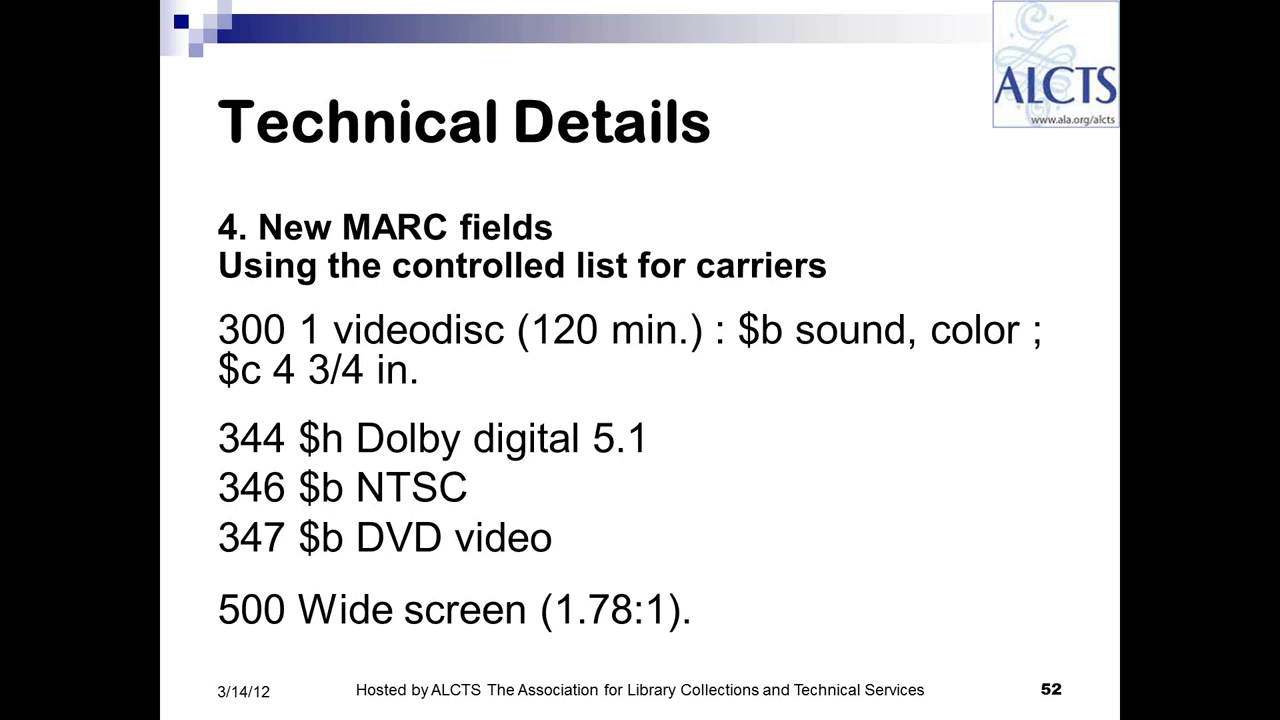 ALCTS
www.ala.org/alcts
Technical Details
4. New MARC fields
Using the controlled list for carriers
300 1 videodisc (120 min.) : $b sound, color ;
$c 4 3/4 in.
344 $h Dolby digital 5.1
346 $b NTSC
347 $b DVD video
500 Wide screen (1.78:1).
3/14/12 Hosted by ALCTS The Association for Library Collections and Technical Services 52